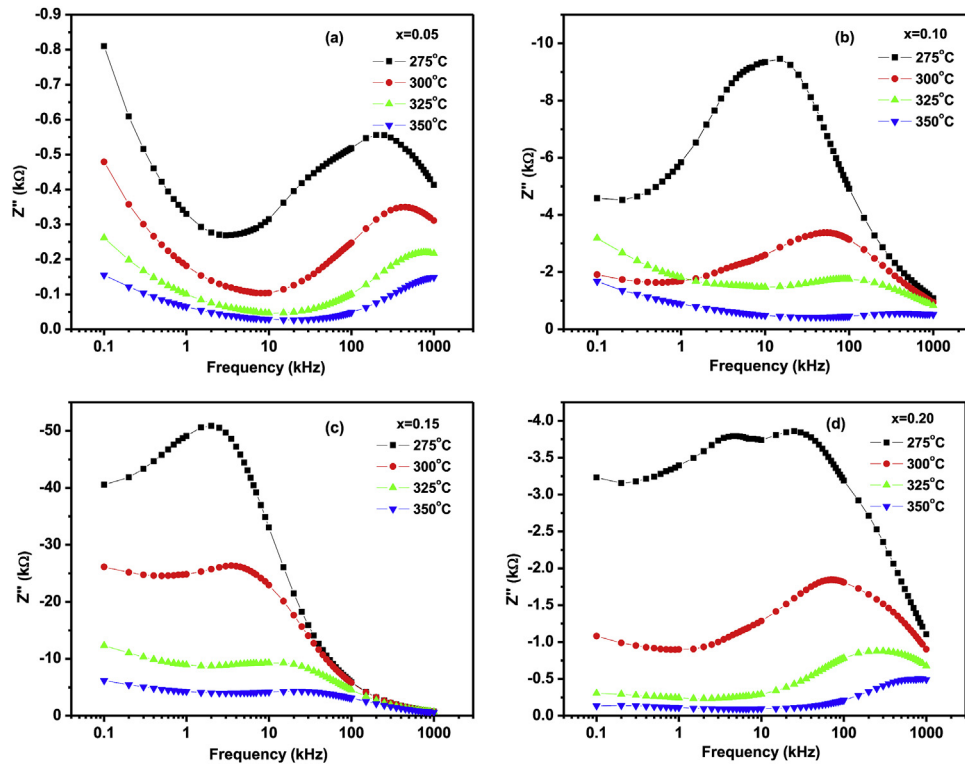 (a)
x=0.05
275°C
300°C
325°C
350°C
-0.9
-0.8
-0.7
-0.6
-0.5
-0.4
-0.3
-0.2
-0.1
0.0
Z'' (kΩ)
0.1 1 10 100 1000
Frequency (kHz)
(b)
x=0.10
275°C
300°C
325°C
350°C
-10
-8
-6
-4
-2
0
Z'' (kΩ)
0.1 1 10 100 1000
Frequency (kHz)
(c)
x=0.15
275°C
300°C
325°C
350°C
-50
-40
-30
-20
-10
0
Z'' (kΩ)
0.1 1 10 100 1000
Frequency (kHz)
(d)
x=0.20
275°C
300°C
325°C
350°C
-4.0
-3.5
-3.0
-2.5
-2.0
-1.5
-1.0
-0.5
0.0
Z'' (kΩ)
0.1 1 10 100 1000
Frequency (kHz)